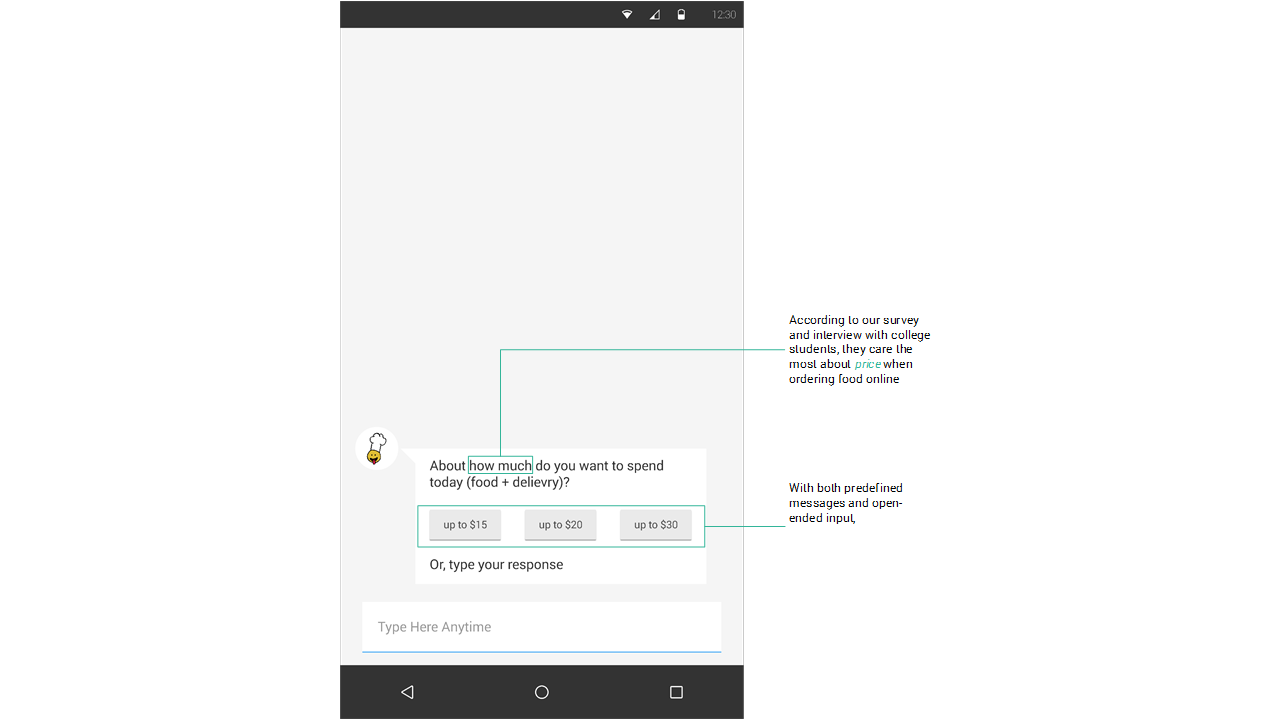 12:30
According to our survey
and interview with college
students, they care the
most about price when
ordering food online
About how much do you want to spend
today (food + delievry)?
With both predefined
messages and open-
ended input,
up to $15 up to $20 up to $30
Or, type your response
Type Here Anytime